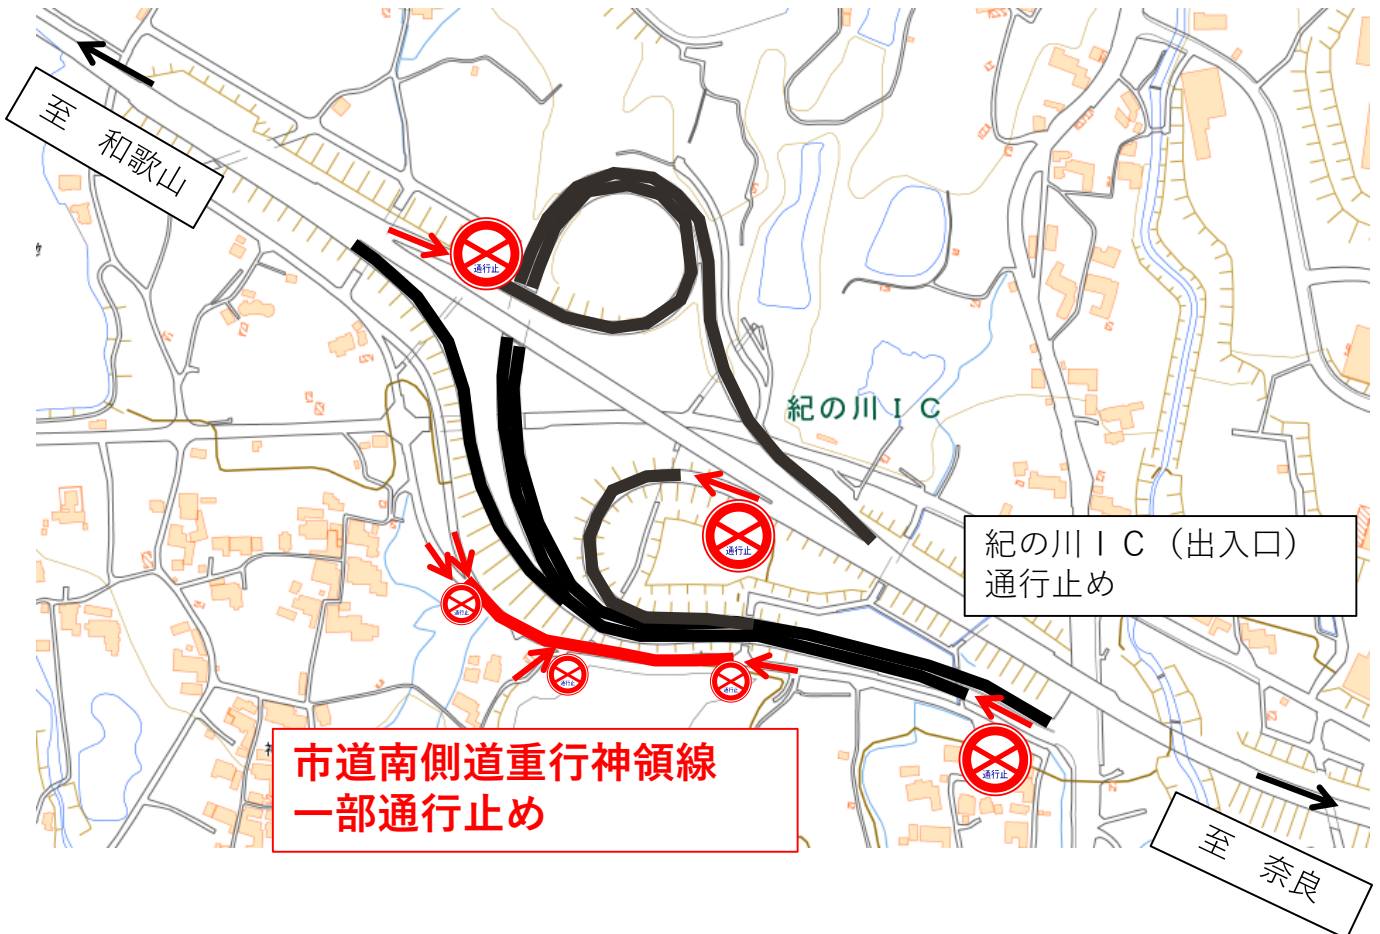 至　和歌山
通行止
紀の川ＩＣ
通行止
紀の川ＩＣ（出入口）
通行止め
通行止
通行止
通行止
通行止
市道南側道重行神領線
一部通行止め
至　奈良